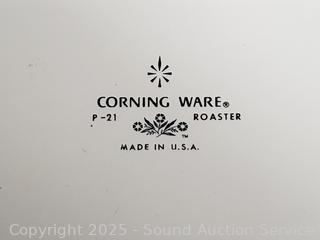 CORNING WARE®
P-21 ROASTER
TM
MADE IN U.S.A.
Copyright 2025 - Sound Auction Service